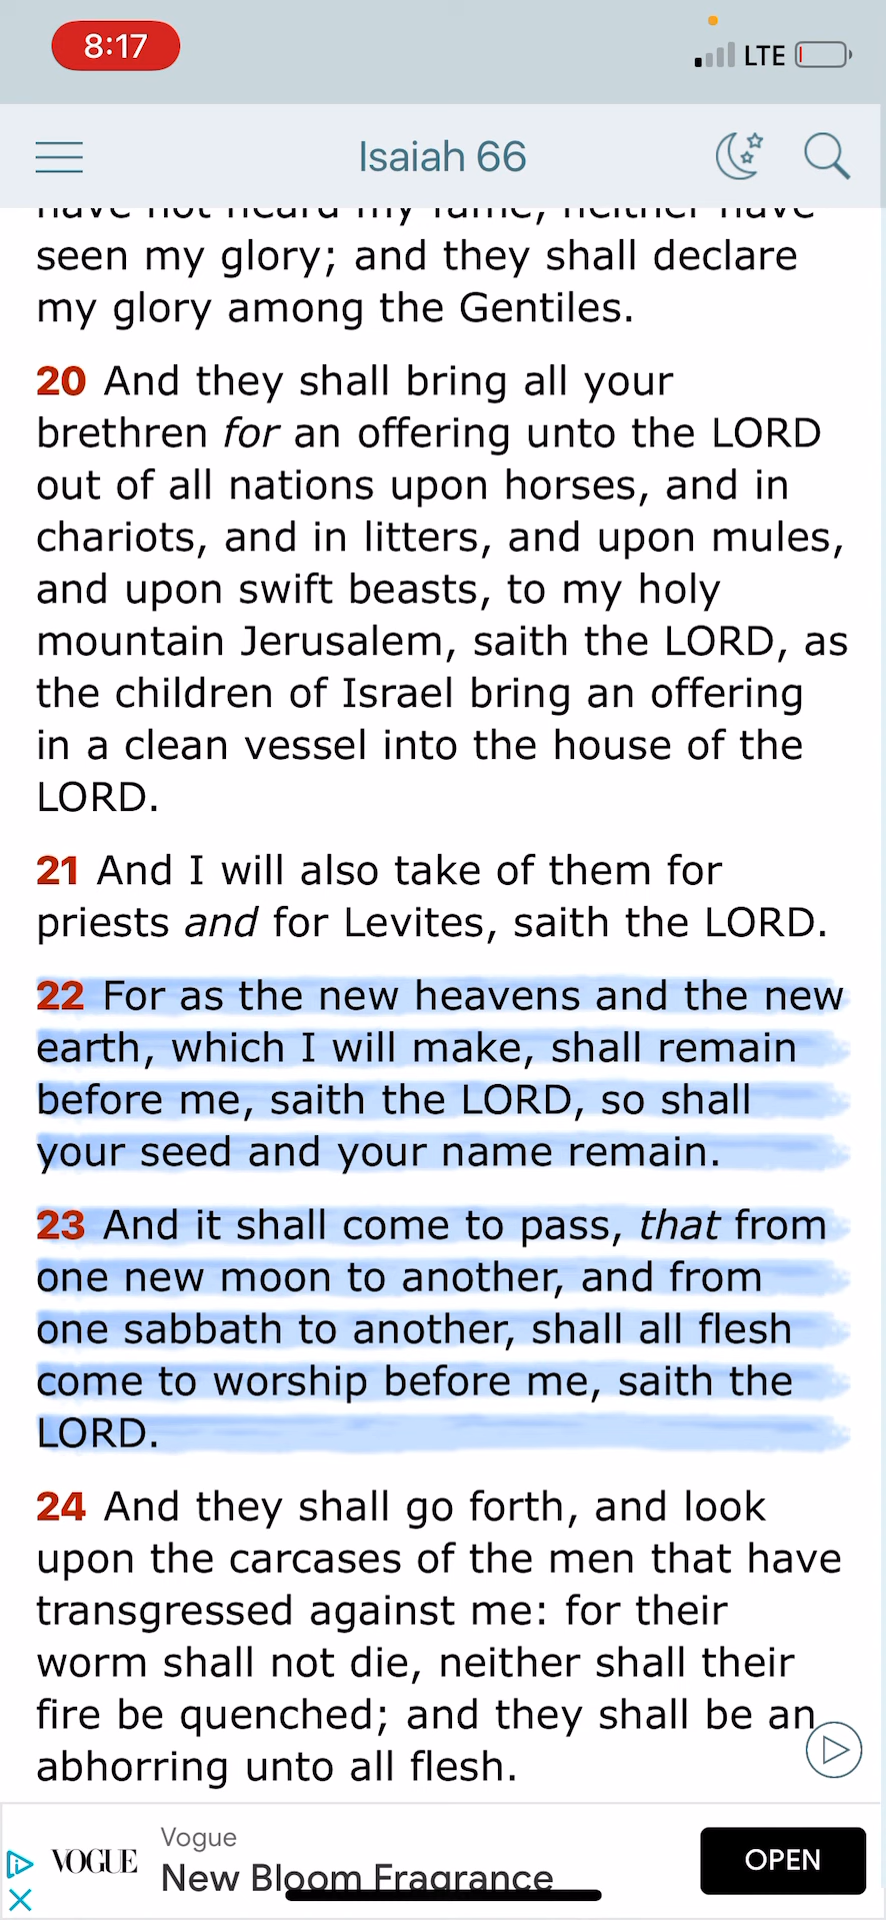 8:17
LTE
Isaiah 66
have not heard my fame, neither have
seen my glory; and they shall declare
my glory among the Gentiles.
20 And they shall bring all your
brethren for an offering unto the LORD
out of all nations upon horses, and in
chariots, and in litters, and upon mules,
and upon swift beasts, to my holy
mountain Jerusalem, saith the LORD, as
the children of Israel bring an offering
in a clean vessel into the house of the
LORD.
21 And I will also take of them for
priests and for Levites, saith the LORD.
22 For as the new heavens and the new
earth, which I will make, shall remain
before me, saith the LORD, so shall
your seed and your name remain.
23 And it shall come to pass, that from
one new moon to another, and from
one sabbath to another, shall all flesh
come to worship before me, saith the
LORD.
24 And they shall go forth, and look
upon the carcases of the men that have
transgressed against me: for their
worm shall not die, neither shall their
fire be quenched; and they shall be an
abhorring unto all flesh.
VOGUE
Vogue
New Bloom Fragrance
OPEN